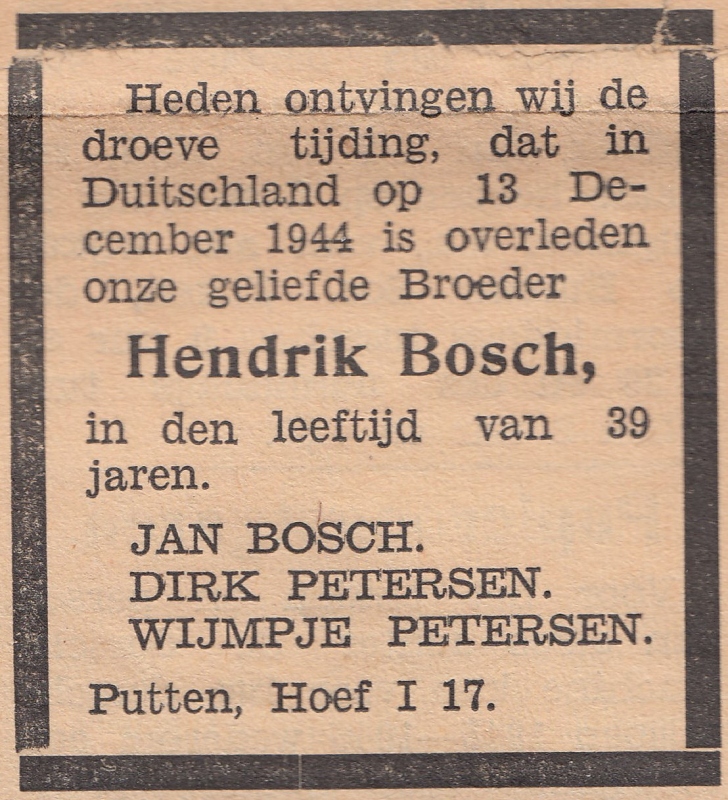 Heden ontvingen wij de
droeve tijding, dat in
Duitschland op 13 De-
cember 1944 is overleden
onze geliefde Broeder
Hendrik Bosch,
in den leeftijd van 39
jaren.
JAN BOSCH.
DIRK PETERSEN.
WIJMPJE PETERSEN.
Putten, Hoef I 17.